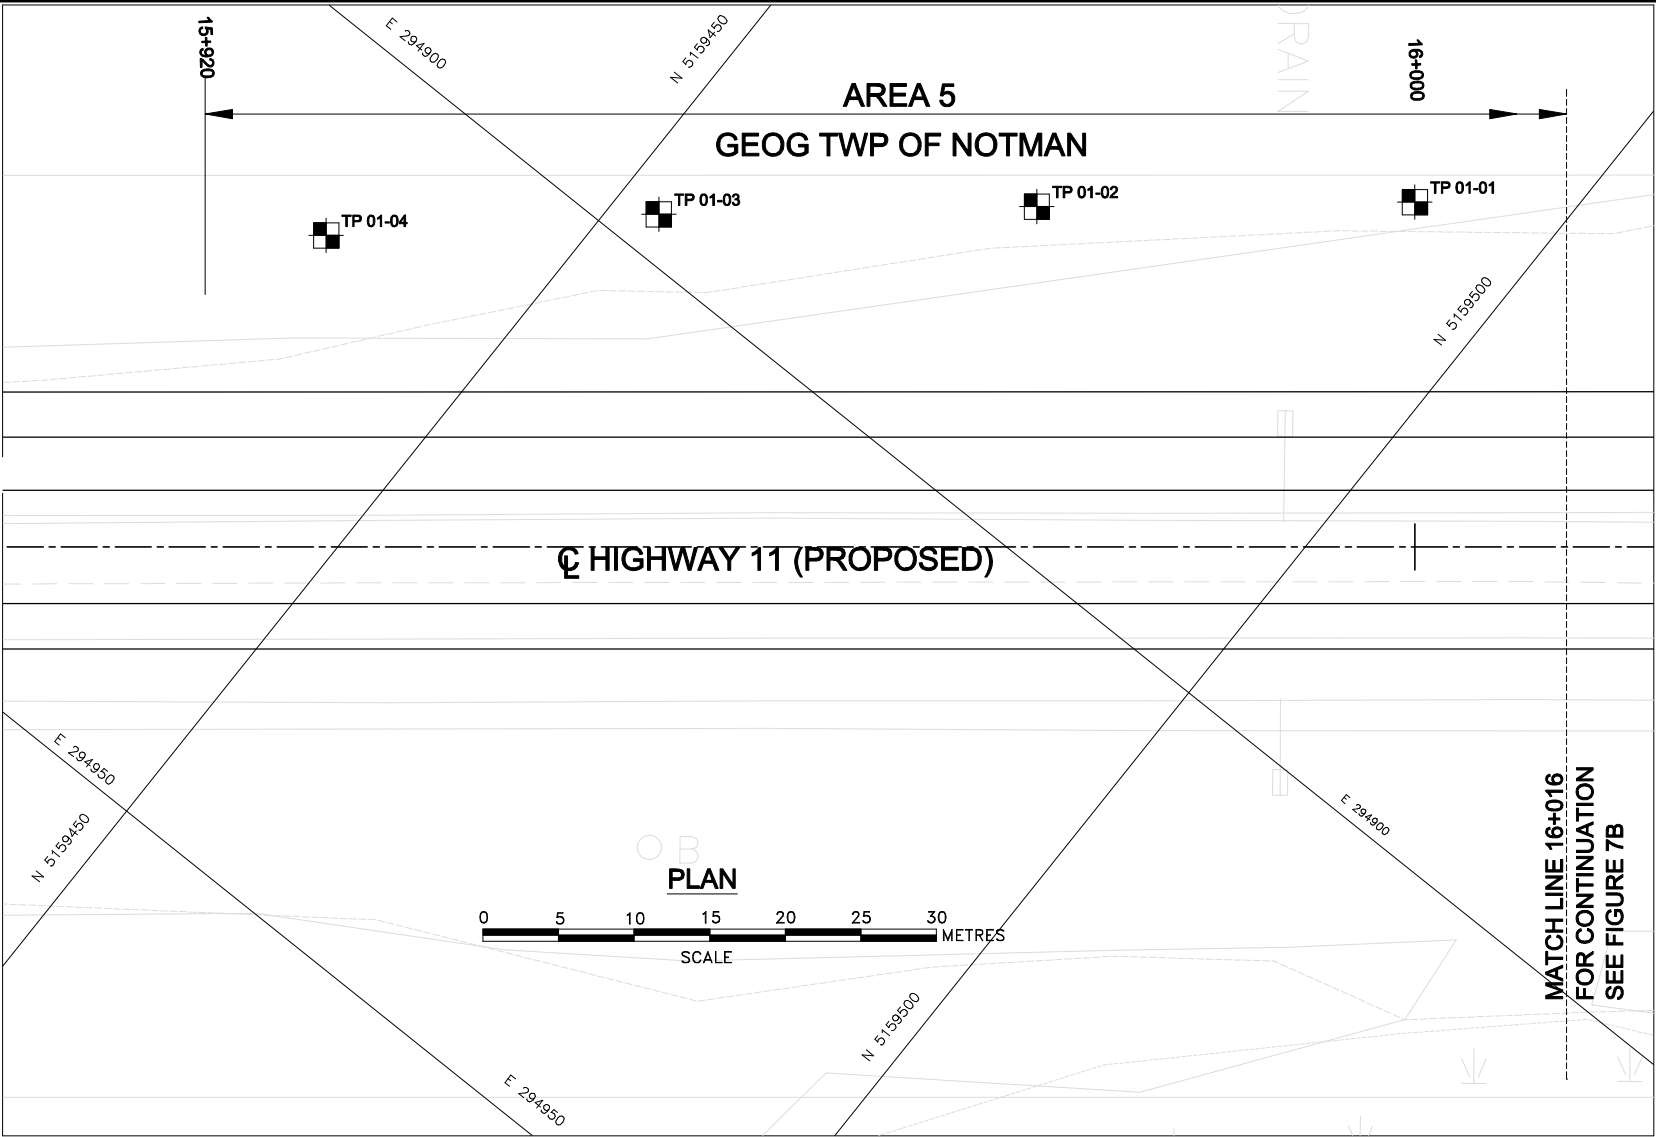 15+920
E 294900
N 5159450
AREA 5
DRAIN
16+000
GEOG TWP OF NOTMAN
TP 01-04
TP 01-03
TP 01-02
TP 01-01
N 5159500
℄ HIGHWAY 11 (PROPOSED)
E 294950
N 5159450
E 294900
B
PLAN
0 5 10 15 20 25 30
METRES
SCALE
MATCH LINE 16+016
FOR CONTINUATION
SEE FIGURE 7B
N 5159500
E 294950